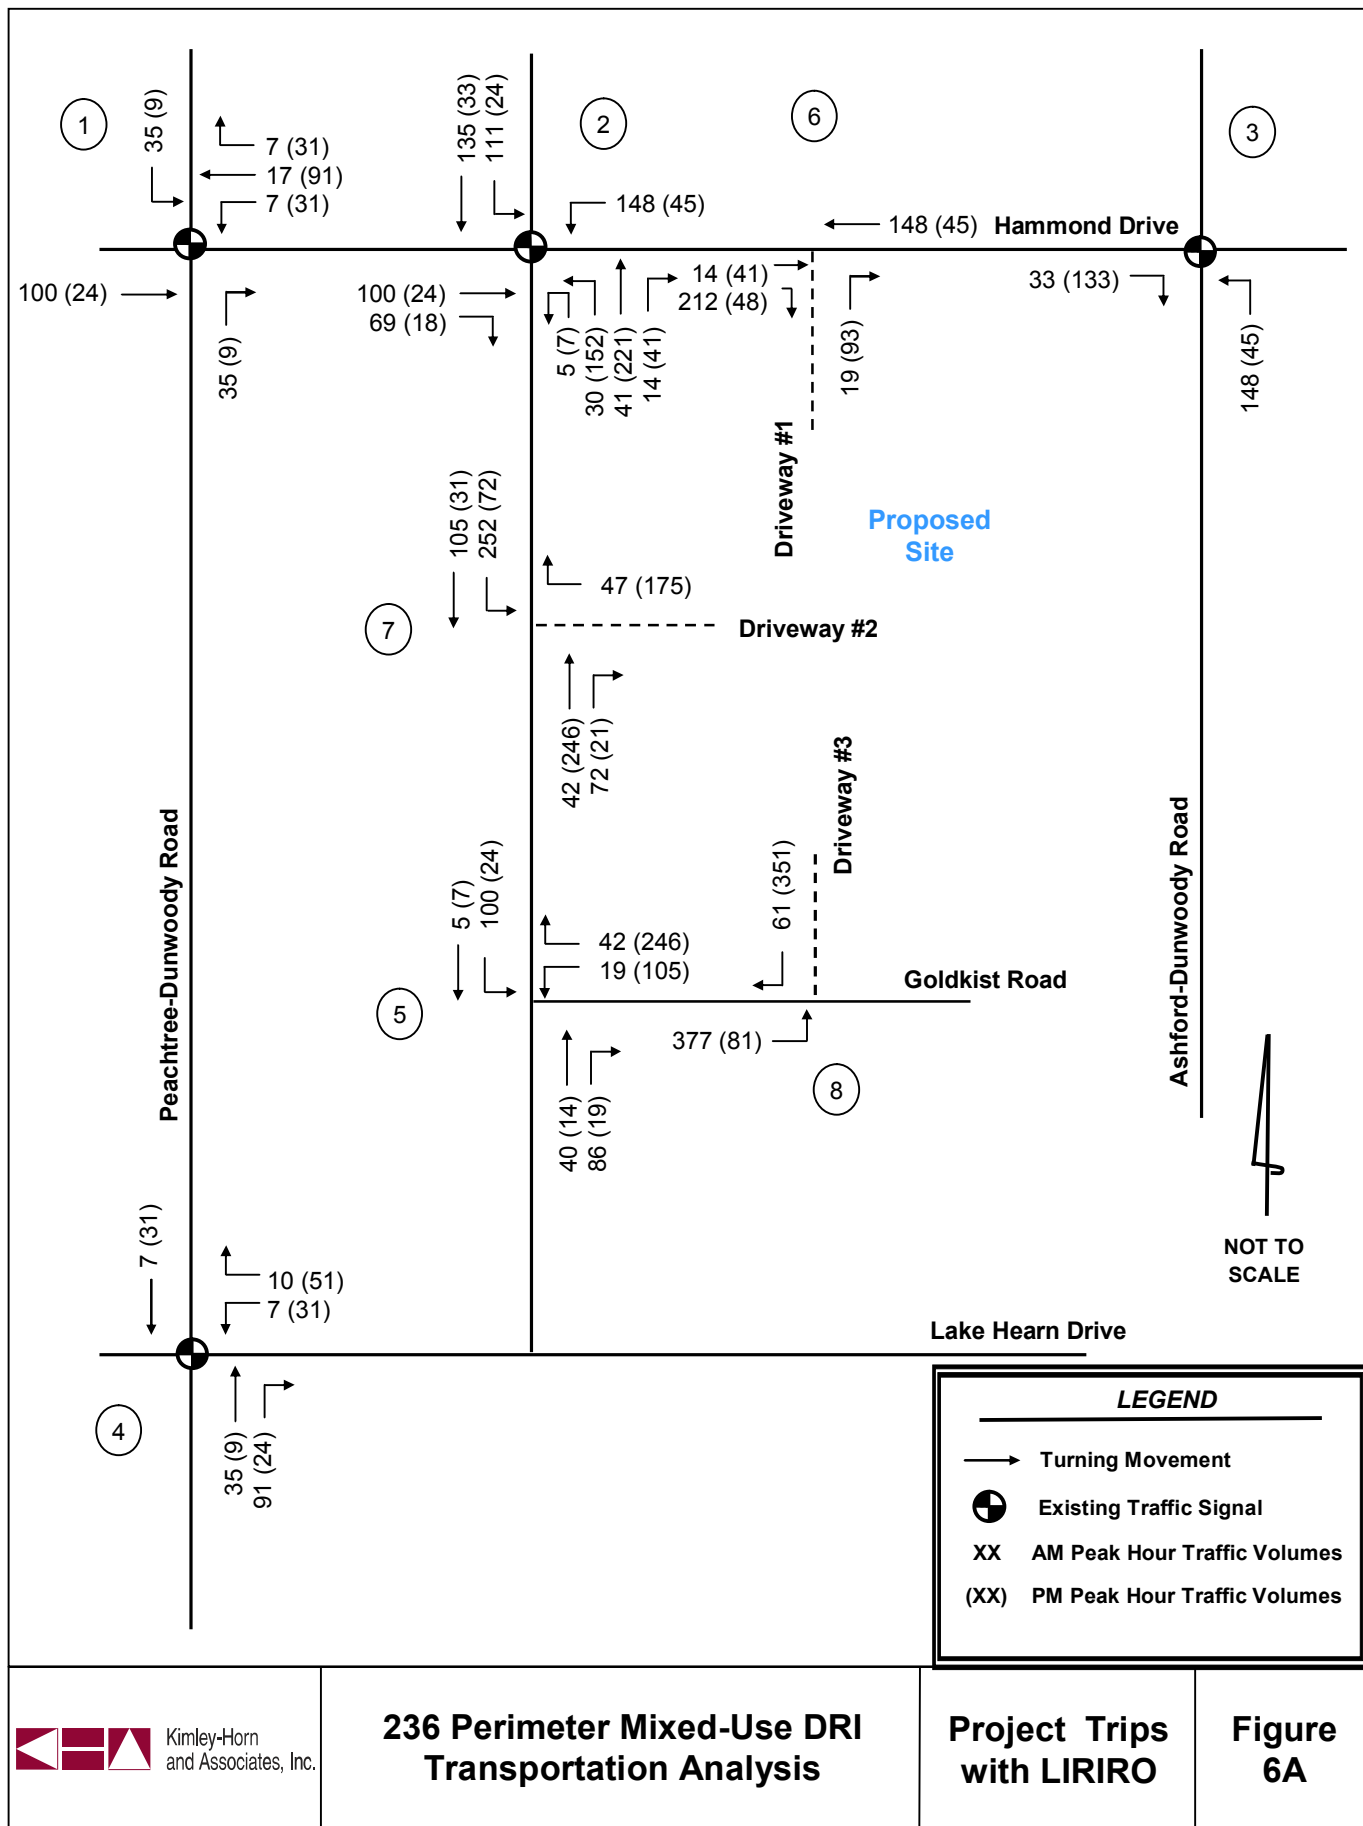 1
35 (9)
7 (31)
17 (91)
7 (31)
135 (33)
111 (24)
2
6
3
148 (45)
148 (45)
Hammond Drive
100 (24)
35 (9)
100 (24)
69 (18)
5 (7)
30 (152)
41 (221)
14 (41)
14 (41)
212 (48)
19 (93)
33 (133)
148 (45)
Driveway #1
Proposed
Site
105 (31)
252 (72)
47 (175)
7
Driveway #2
42 (246)
72 (21)
Driveway #3
Peachtree-Dunwoody Road
Ashford-Dunwoody Road
5 (7)
100 (24)
42 (246)
19 (105)
61 (351)
Goldkist Road
5
377 (81)
8
40 (14)
86 (19)
7 (31)
10 (51)
7 (31)
NOT TO
SCALE
Lake Hearn Drive
4
35 (9)
91 (24)
LEGEND
Turning Movement
Existing Traffic Signal
XX AM Peak Hour Traffic Volumes
(XX) PM Peak Hour Traffic Volumes
Kimley-Horn
and Associates, Inc.
236 Perimeter Mixed-Use DRI
Transportation Analysis
Project Trips
with LIRIRO
Figure
6A